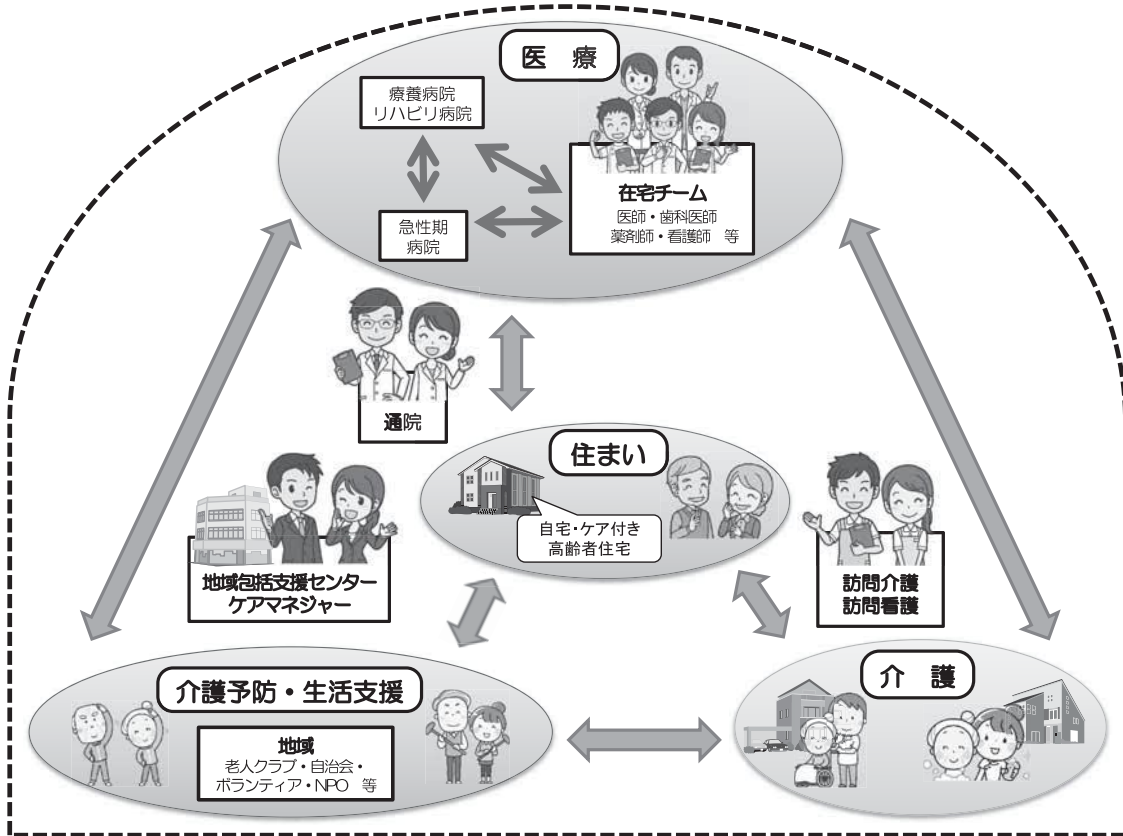 医 療
療養病院
リハビリ病院
急性期
病院
在宅チーム
医師・歯科医師
薬剤師・看護師 等
通院
住まい
自宅・ケア付き
高齢者住宅
地域包括支援センター
ケアマネジャー
訪問介護
訪問看護
介護予防・生活支援
地域
老人クラブ・自治会・
ボランティア・NPO 等
介 護